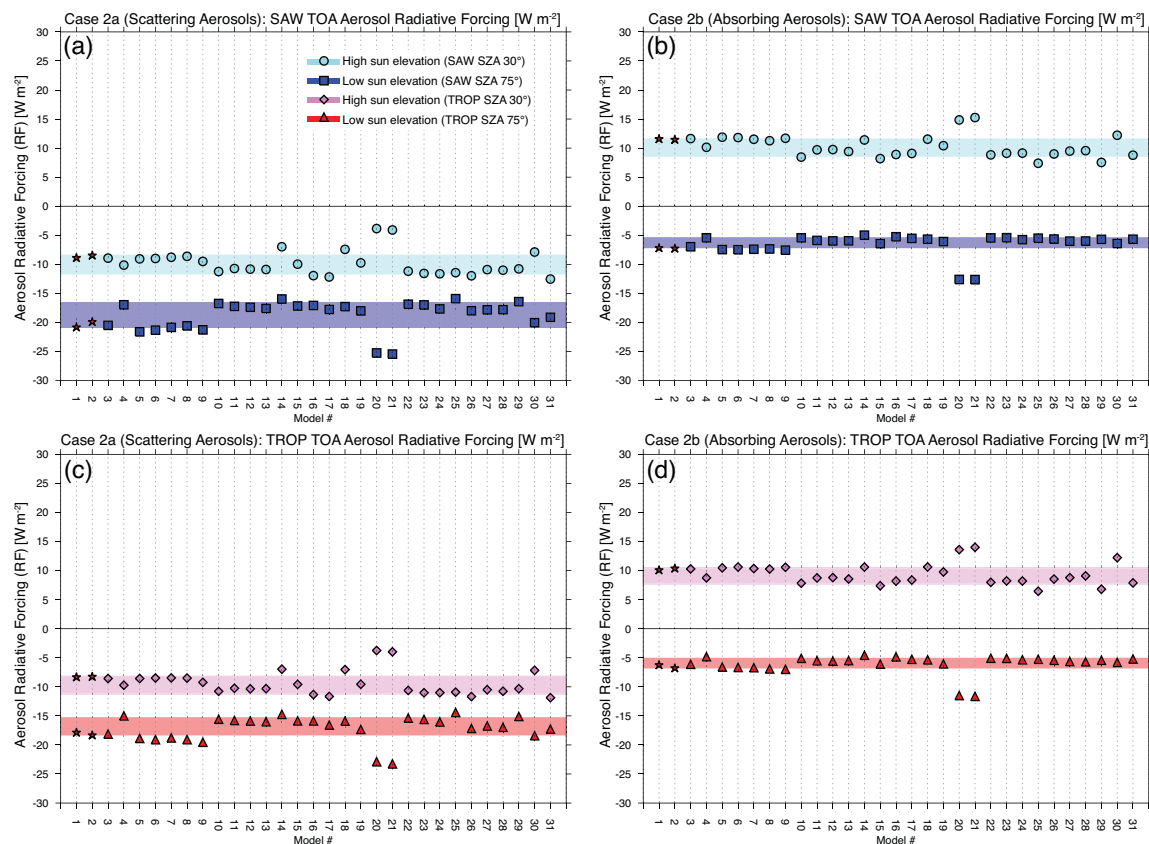 Case 2a (Scattering Aerosols): SAW TOA Aerosol Radiative Forcing [W m-2]
(a)
High sun elevation (SAW SZA 30°)
Low sun elevation (SAW SZA 75°)
High sun elevation (TROP SZA 30°)
Low sun elevation (TROP SZA 75°)
Aerosol Radiative Forcing (RF) [W m-2]
30
25
20
15
10
5
0
-5
-10
-15
-20
-25
-30
1 2 3 4 5 6 7 8 9 10 11 12 13 14 15 16 17 18 19 20 21 22 23 24 25 26 27 28 29 30 31
Model #
Case 2b (Absorbing Aerosols): SAW TOA Aerosol Radiative Forcing [W m-2]
(b)
Aerosol Radiative Forcing (RF) [W m-2]
30
25
20
15
10
5
0
-5
-10
-15
-20
-25
-30
1 2 3 4 5 6 7 8 9 10 11 12 13 14 15 16 17 18 19 20 21 22 23 24 25 26 27 28 29 30 31
Model #
Case 2a (Scattering Aerosols): TROP TOA Aerosol Radiative Forcing [W m-2]
(c)
Aerosol Radiative Forcing (RF) [W m-2]
30
25
20
15
10
5
0
-5
-10
-15
-20
-25
-30
1 2 3 4 5 6 7 8 9 10 11 12 13 14 15 16 17 18 19 20 21 22 23 24 25 26 27 28 29 30 31
Model #
Case 2b (Absorbing Aerosols): TROP TOA Aerosol Radiative Forcing [W m-2]
(d)
Aerosol Radiative Forcing (RF) [W m-2]
30
25
20
15
10
5
0
-5
-10
-15
-20
-25
-30
1 2 3 4 5 6 7 8 9 10 11 12 13 14 15 16 17 18 19 20 21 22 23 24 25 26 27 28 29 30 31
Model #